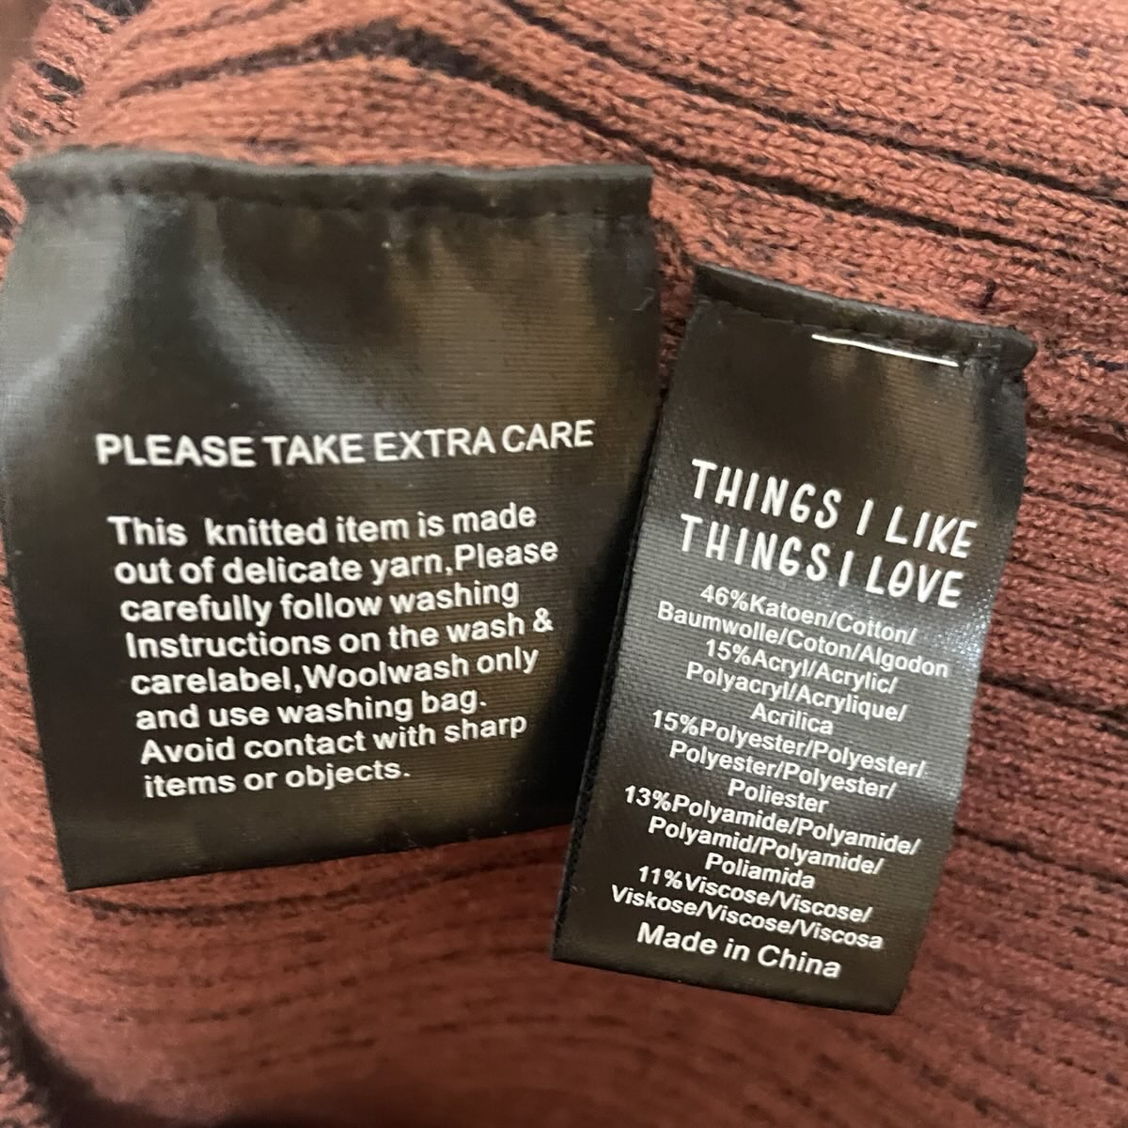 PLEASE TAKE EXTRA CARE
This knitted item is made
out of delicate yarn,Please
carefully follow washing
Instructions on the wash &
carelabel,Woolwash only
and use washing bag.
Avoid contact with sharp
items or objects.
THINGS I LIKE
THINGS I LOVE
46%Katoen/Cotton/
Baumwolle/Coton/Algodon
15%Acryl/Acrylic/
Polyacryl/Acrylique/
Acrilica
15%Polyester/Polyester/
Polyester/Polyester/
Poliester
13%Polyamide/Polyamide/
Polyamid/Polyamide/
Poliamida
11%Viscose/Viscose/
Viskose/Viscose/Viscosa
Made in China